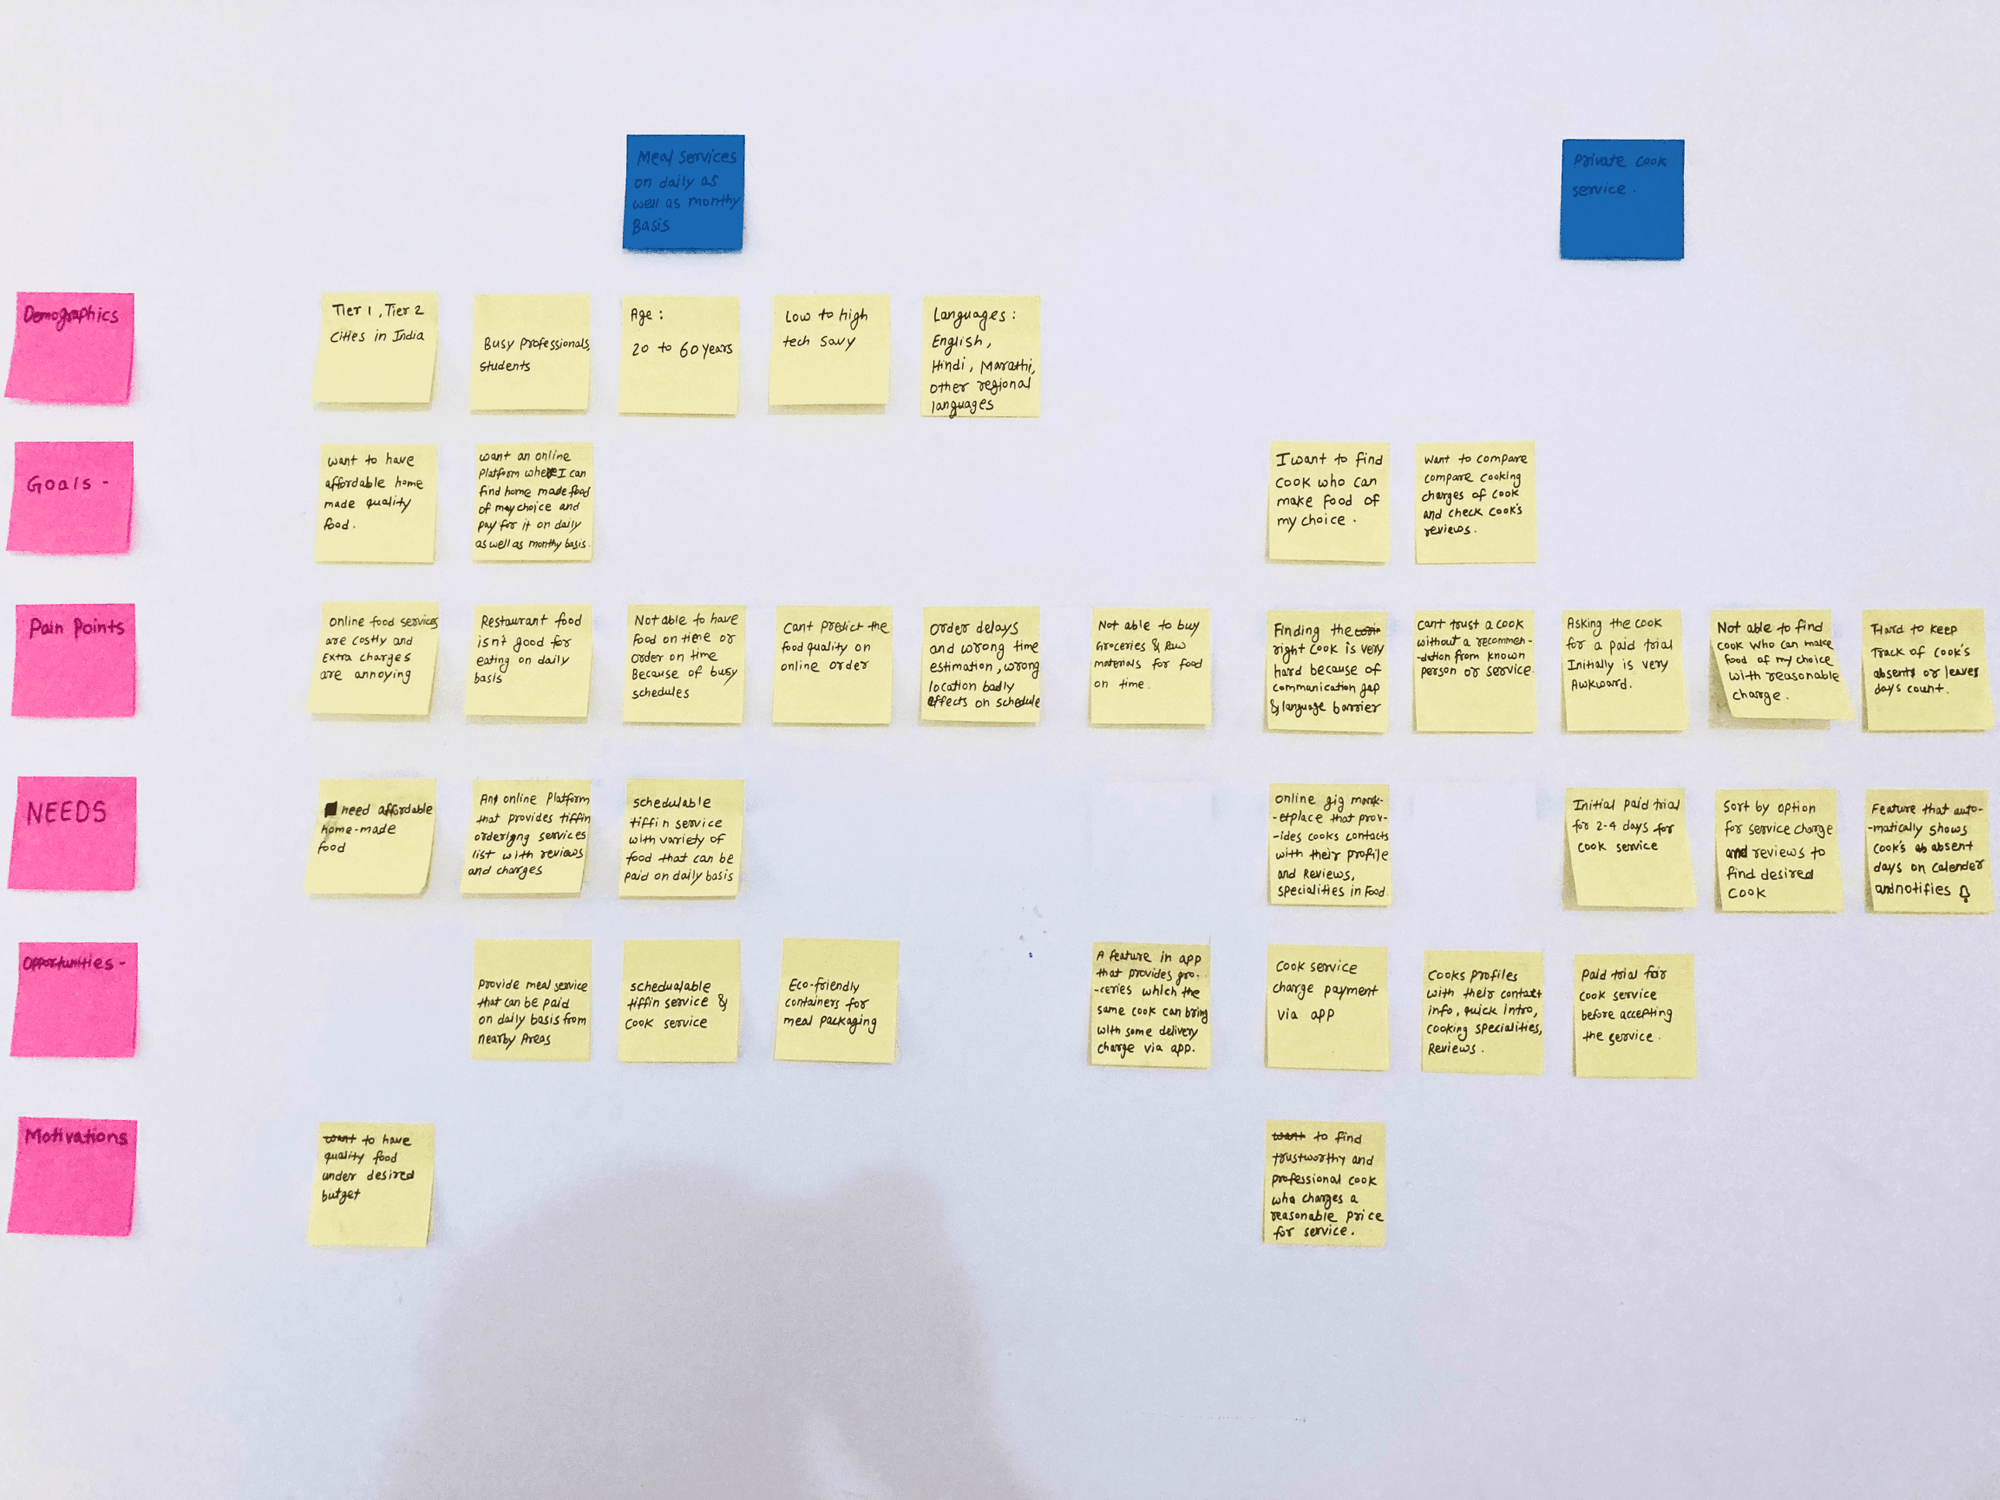 Meal Services
on daily as
well as monthy
Basis
Private Cook
service.
Demographics
Tier 1, Tier 2
Cities in India
Busy Professionals,
students
Age:
20 to 60 years
Low to high
tech savy
Languages:
English,
Hindi, Marathi,
other regional
languages
Goals -
want to have
affordable home
made quality
food.
want an online
Platform where I can
find home made food
of may choice and
pay for it on daily
as well as monthy basis.
I want to find
cook who can
make food of
my choice.
Want to compare
compare cooking
charges of cook
and check cook's
reviews.
Pain Points
online food services
are costly and
Extra charges
are annoying
Restaurant food
isn't good for
eating on daily
basis
Not able to have
food on time or
order on time
Because of busy
schedules
Cant predict the
food quality on
online order
order delays
and wrong time
estimation, wrong
location badly
affects on schedule
Not able to buy
Groceries & Raw
materials for food
on time.
Finding the
right cook is very
hard because of
communication gap
& language barrier
cant trust a cook
without a recommen-
-dation from known
person or service.
Asking the cook
for a paid trial
Initially is very
Awkward.
Not able to find
cook who can make
food of my choice
with reasonable
charge.
Hard to keep
Track of cook's
absents or leaves
days count.
NEEDS
need affordable
home-made
food
An online Platform
that provides tiffin
ordering services
list with reviews
and charges
schedulable
tiffin service
with variety of
food that can be
paid on daily basis
online gig mark-
-etplace that prov-
-ides cooks contacts
with their profile
and Reviews,
specialities in food.
Initial paid trial
for 2-4 days for
cook service
Sort by option
for service charge
and reviews to
find desired
cook
Feature that auto-
-matically shows
cook's ab absent
days on calender
and notifies
Opportunities -
Provide meal service
that can be paid
on daily basis from
nearby Areas
schedualable
tiffin service &
cook service
Eco-friendly
containers for
meal packaging
A feature in app
that provides gro-
-ceries which the
same cook can bring
with some delivery
charge via app.
Cook service
charge payment
via app
Cooks profiles
with their contact
info, quick intro,
cooking specialities,
Reviews.
Paid trial for
cook service
before accepting
the service.
Motivations
want to have
quality food
under desired
butget
want to find
trustworthy and
professional cook
who charges a
reasonable price
for service.